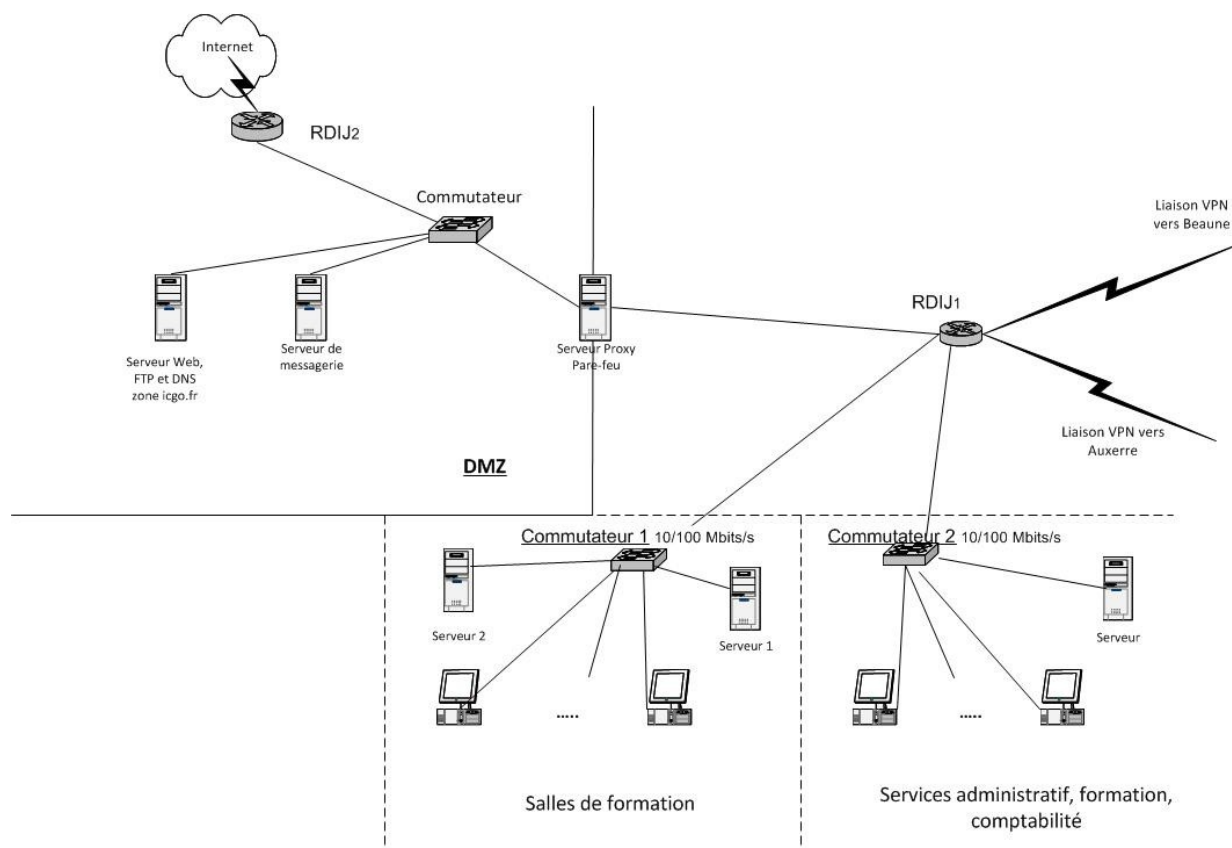 Internet
RDIJ2
Commutateur
Liaison VPN
vers Beaune
RDIJ1
Serveur Web,
FTP et DNS
zone icgo.fr
Serveur de
messagerie
Serveur Proxy
Pare-feu
Liaison VPN vers
Auxerre
DMZ
Commutateur 1 10/100 Mbits/s
Commutateur 2 10/100 Mbits/s
Serveur 2
Serveur 1
Serveur
.....
.....
Salles de formation
Services administratif, formation,
comptabilité